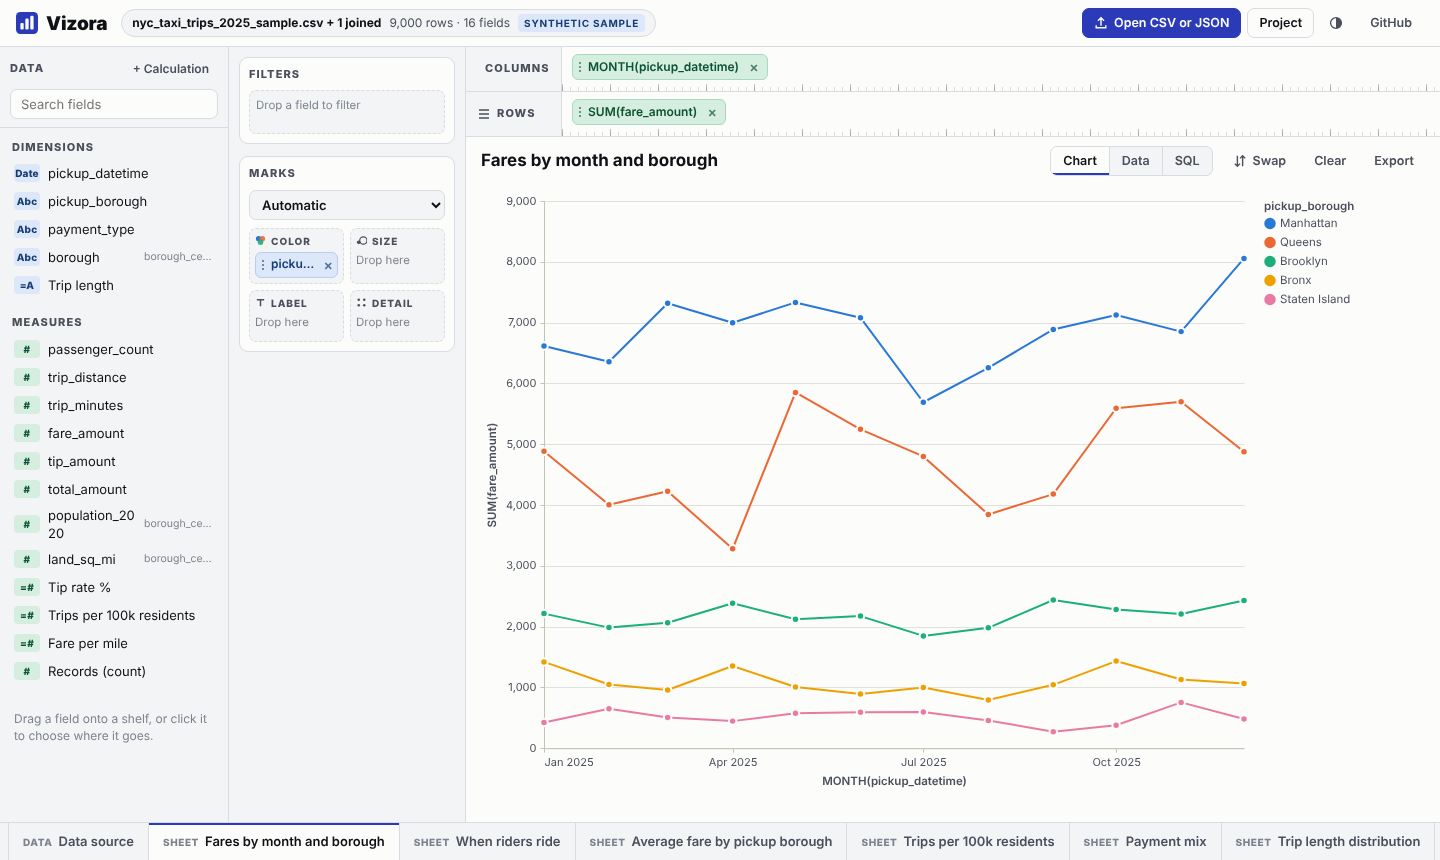 Vizora
nyc_taxi_trips_2025_sample.csv + 1 joined 9,000 rows · 16 fields SYNTHETIC SAMPLE
Open CSV or JSON
Project
GitHub
DATA
+ Calculation
Search fields
DIMENSIONS
Date pickup_datetime
Abc pickup_borough
Abc payment_type
Abc borough borough_ce...
=A Trip length
MEASURES
# passenger_count
# trip_distance
# trip_minutes
# fare_amount
# tip_amount
# total_amount
# population_20
20 borough_ce...
# land_sq_mi borough_ce...
=# Tip rate %
=# Trips per 100k residents
=# Fare per mile
# Records (count)
Drag a field onto a shelf, or click it
to choose where it goes.
FILTERS
Drop a field to filter
MARKS
Automatic
COLOR
picku... ×
SIZE
Drop here
LABEL
Drop here
DETAIL
Drop here
COLUMNS
MONTH(pickup_datetime) ×
ROWS
SUM(fare_amount) ×
Fares by month and borough
Chart
Data
SQL
Swap
Clear
Export
9,000
8,000
7,000
6,000
5,000
4,000
3,000
2,000
1,000
0
SUM(fare_amount)
Jan 2025
Apr 2025
Jul 2025
Oct 2025
MONTH(pickup_datetime)
pickup_borough
Manhattan
Queens
Brooklyn
Bronx
Staten Island
DATA Data source
SHEET Fares by month and borough
SHEET When riders ride
SHEET Average fare by pickup borough
SHEET Trips per 100k residents
SHEET Payment mix
SHEET Trip length distribution